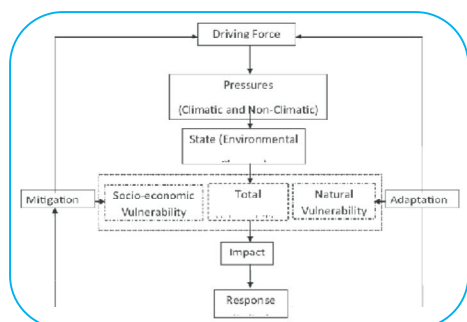 Driving Force
Pressures
(Climatic and Non-Climatic)
State (Environmental
Mitigation
Socio-economic
Vulnerability
Total
Natural
Vulnerability
Adaptation
Impact
Response